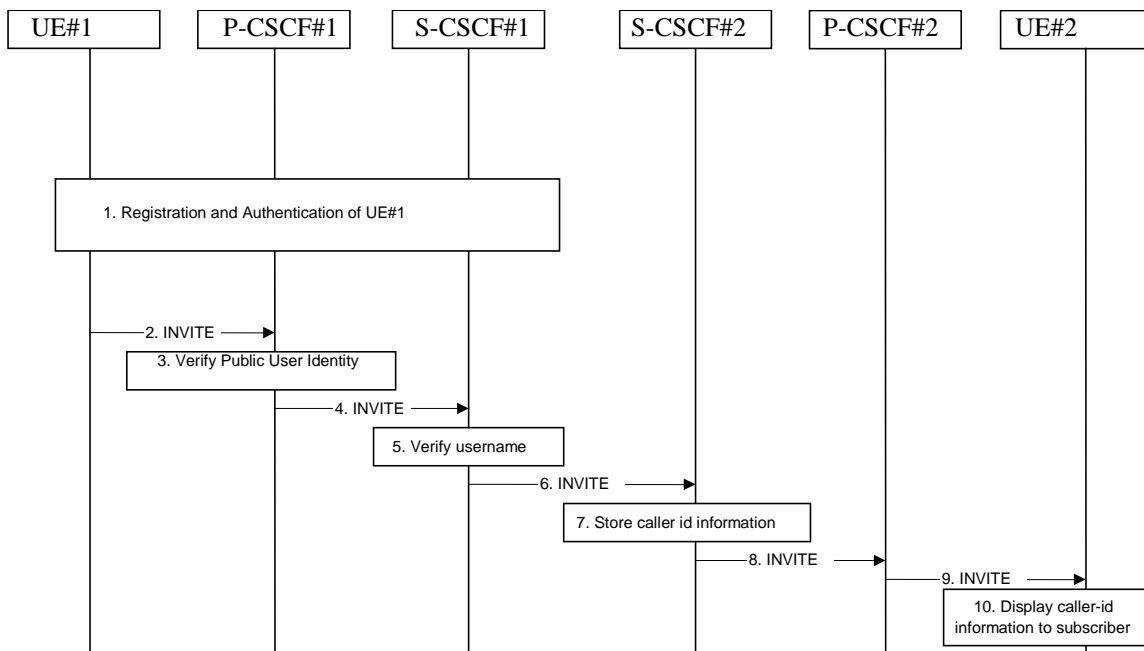 UE#1
P-CSCF#1
S-CSCF#1
S-CSCF#2
P-CSCF#2
UE#2
1. Registration and Authentication of UE#1
2. INVITE
3. Verify Public User Identity
4. INVITE
5. Verify username
6. INVITE
7. Store caller id information
8. INVITE
9. INVITE
10. Display caller-id
information to subscriber